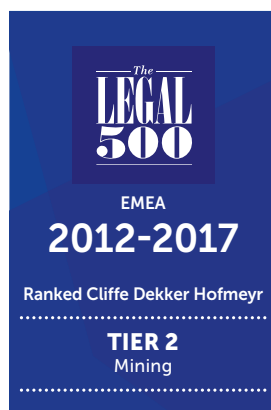 The
LEGAL
500
EMEA
2012-2017
Ranked Cliffe Dekker Hofmeyr
TIER 2
Mining